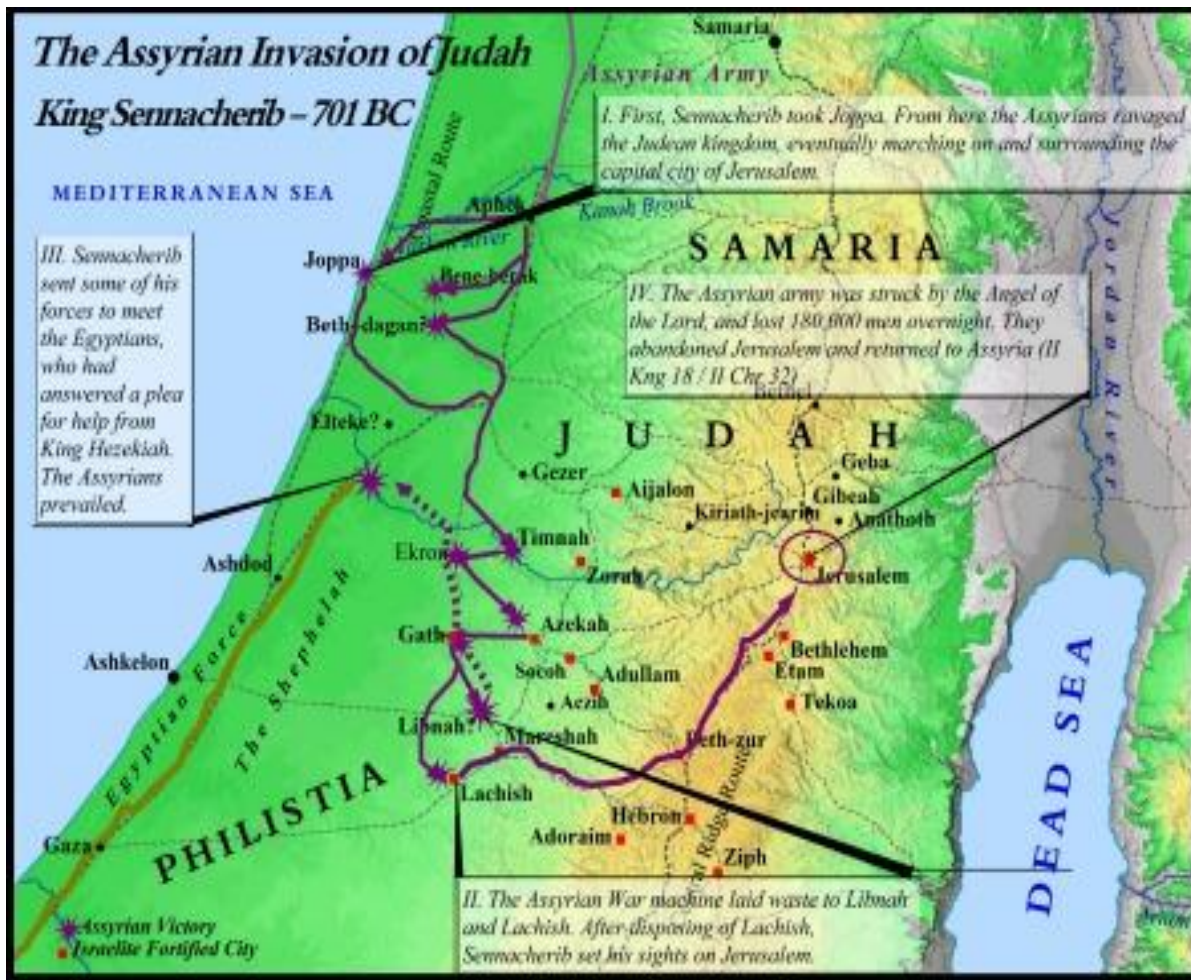 The Assyrian Invasion of Judah
King Sennacherib – 701 BC
Samaria
Assyrian Army
I. First, Sennacherib took Joppa. From here the Assyrians ravaged
the Judean kingdom, eventually marching on and surrounding the
capital city of Jerusalem.
MEDITERRANEAN SEA
Coastal Route
Aphek
Kanah Brook
River
Jordan River
SAMARIA
III. Sennacherib
sent some of his
forces to meet
the Egyptians,
who had
answered a plea
for help from
King Hezekiah.
The Assyrians
prevailed.
Joppa
Bene-berak
Beth-dagan?
IV. The Assyrian army was struck by the Angel of
the Lord, and lost 180,000 men overnight. They
abandoned Jerusalem and returned to Assyria (II
Kng 18 / II Chr 32)
Bethel
Elteke?
JUDAH
Gezer
Geba
Aijalon
Gibeah
Kiriath-jearim
Anathoth
Timnah
Ekron
Ashdod
Zorah
Jerusalem
Gath
Azekah
Bethlehem
Socoh
Etam
Ashkelon
Adullam
Aczib
Tekoa
Egyptian Force
The Shephelah
Libnah?
Mareshah
Beth-zur
DEAD SEA
Lachish
PHILISTIA
Ridge Route
Hebron
Adoraim
Gaza
Ziph
II. The Assyrian War machine laid waste to Libnah
and Lachish. After disposing of Lachish,
Sennacherib set his sights on Jerusalem.
Assyrian Victory
Israelite Fortified City